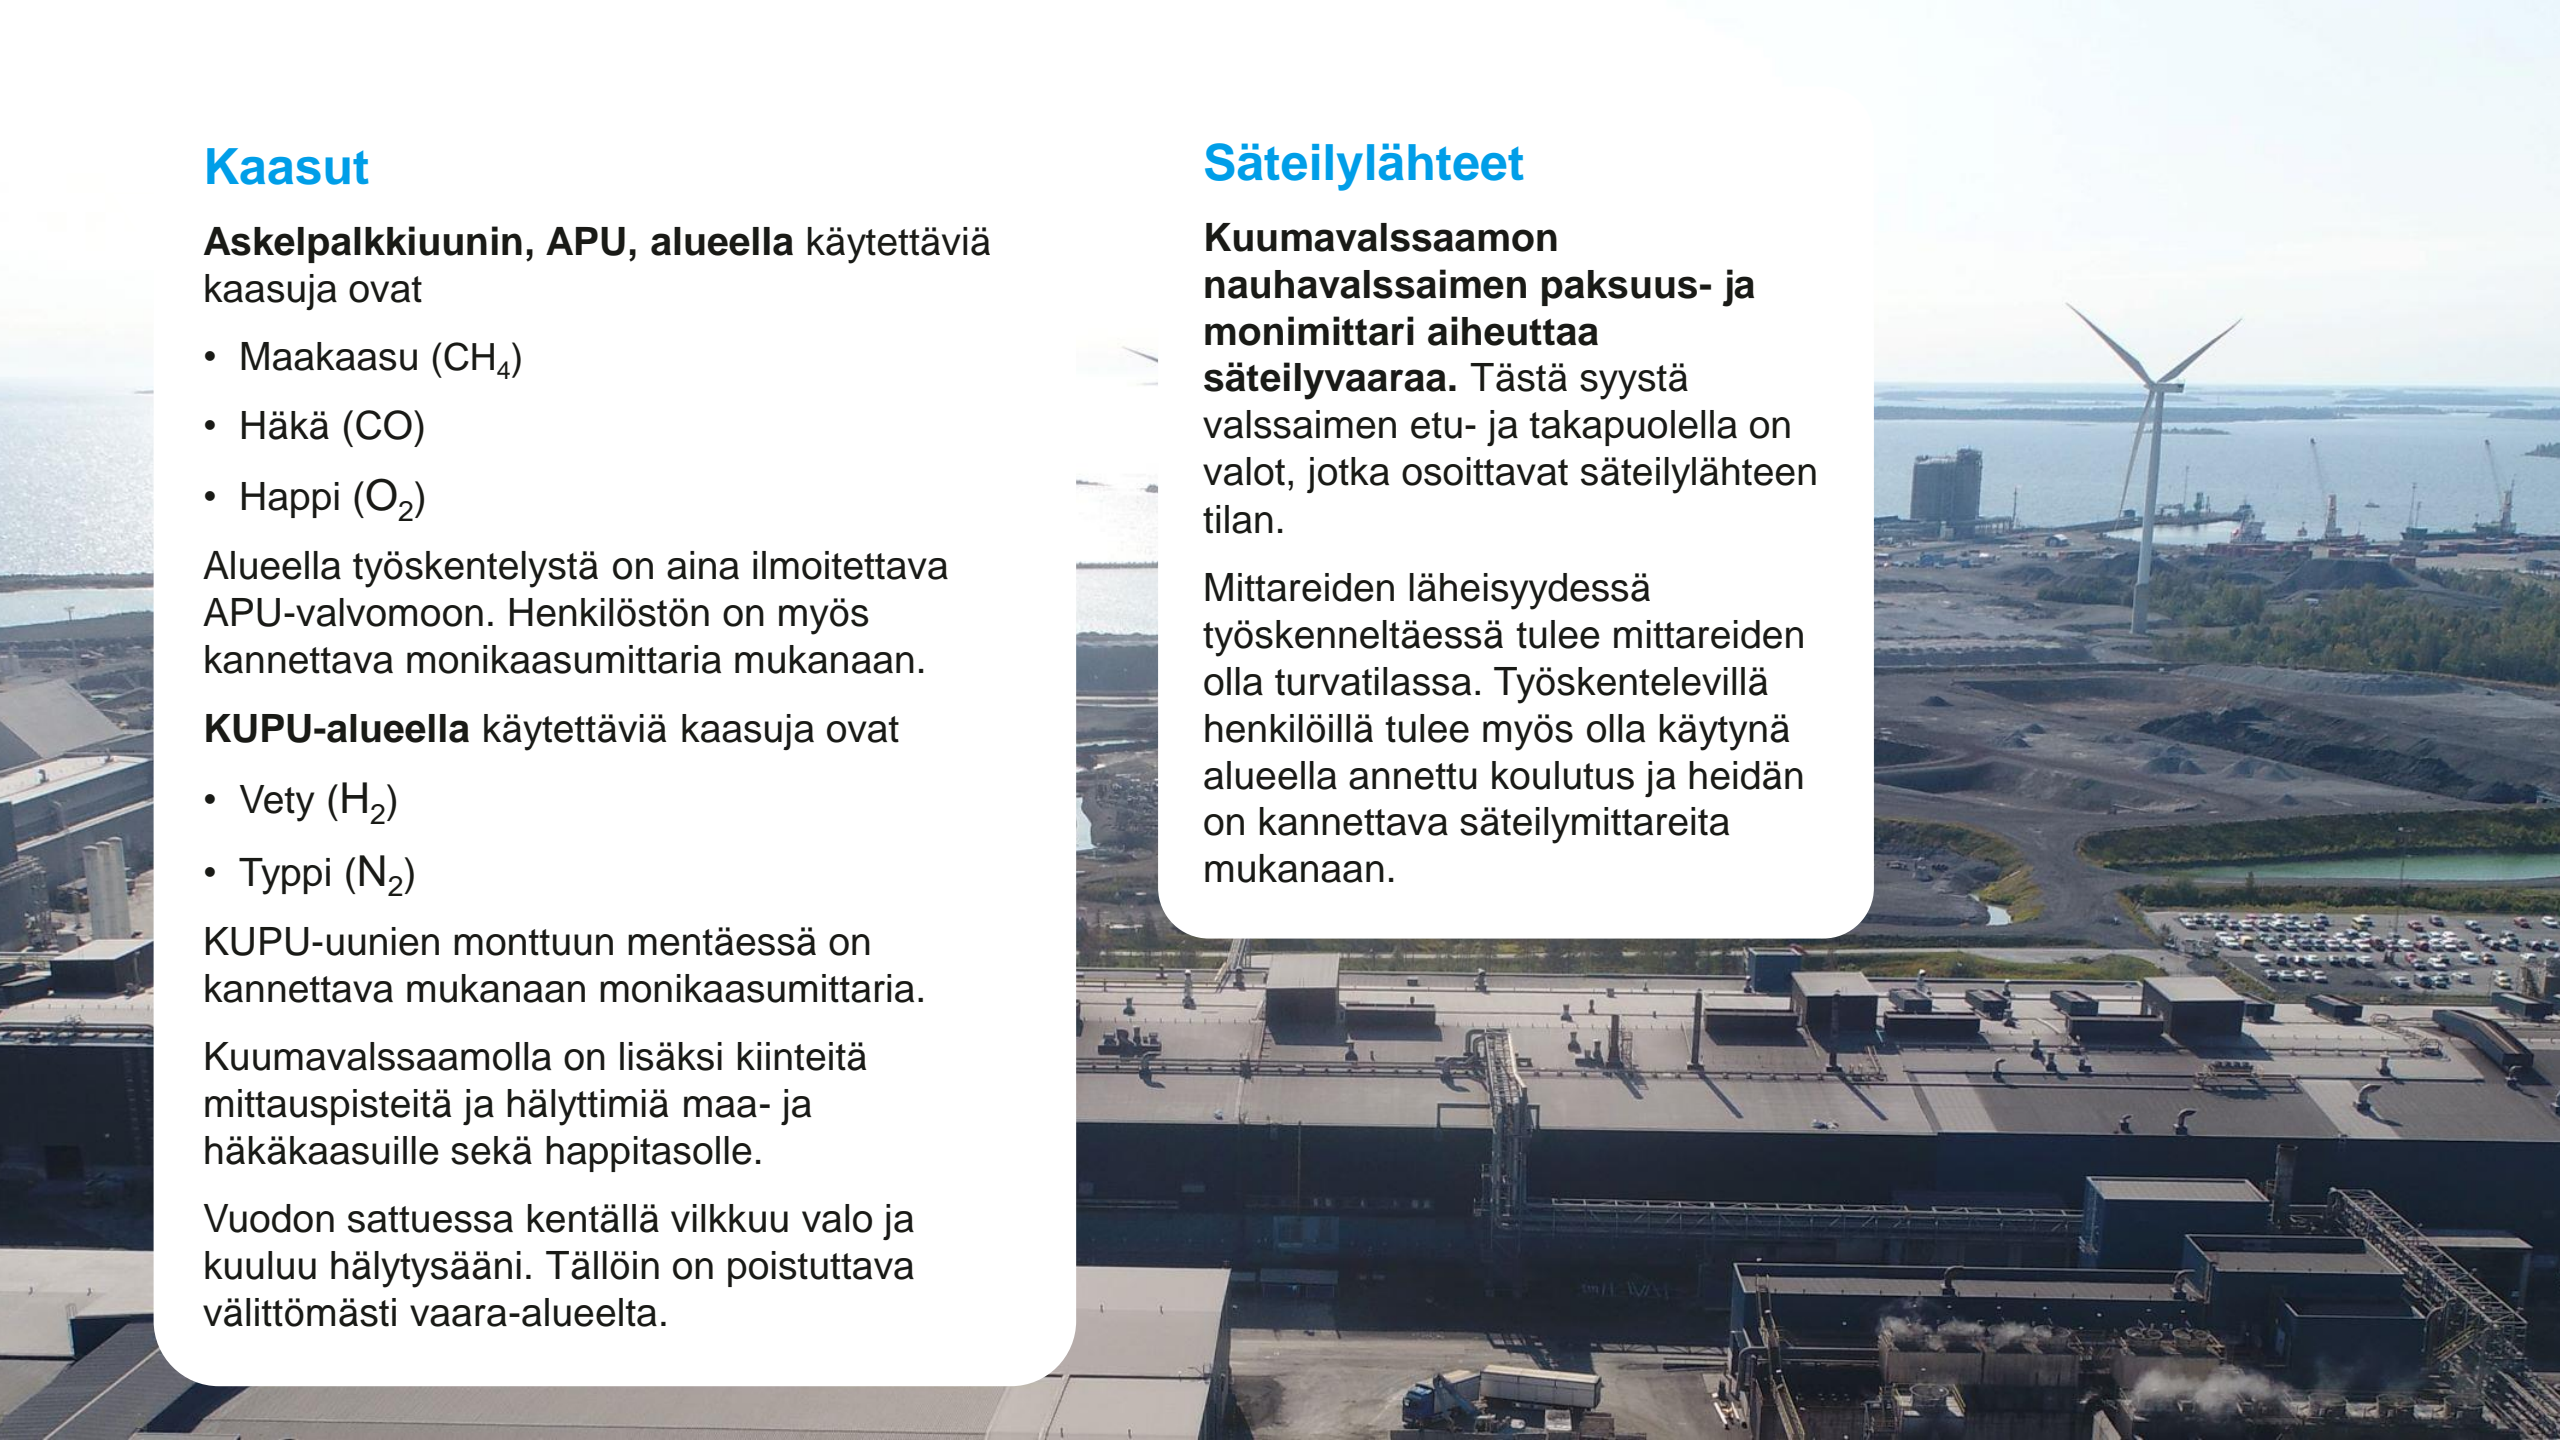 Kaasut
Askelpalkkiuunin, APU, alueella käytettäviä
kaasuja ovat
• Maakaasu (CH₄)
• Häkä (CO)
• Happi (O₂)
Alueella työskentelystä on aina ilmoitettava
APU-valvomoon. Henkilöstön on myös
kannettava monikaasumittaria mukanaan.
KUPU-alueella käytettäviä kaasuja ovat
• Vety (H₂)
• Typpi (N₂)
KUPU-uunien monttuun mentäessä on
kannettava mukanaan monikaasumittaria.
Kuumavalssaamolla on lisäksi kiinteitä
mittauspisteitä ja hälyttimiä maa- ja
häkäkaasuille sekä happitasolle.
Vuodon sattuessa kentällä vilkkuu valo ja
kuuluu hälytysääni. Tällöin on poistuttava
välittömästi vaara-alueelta.
Säteilylähteet
Kuumavalssaamon
nauhavalssaimen paksuus- ja
monimittari aiheuttaa
säteilyvaaraa. Tästä syystä
valssaimen etu- ja takapuolella on
valot, jotka osoittavat säteilylähteen
tilan.
Mittareiden läheisyydessä
työskenneltäessä tulee mittareiden
olla turvatilassa. Työskentelevillä
henkilöillä tulee myös olla käytynä
alueella annettu koulutus ja heidän
on kannettava säteilymittareita
mukanaan.